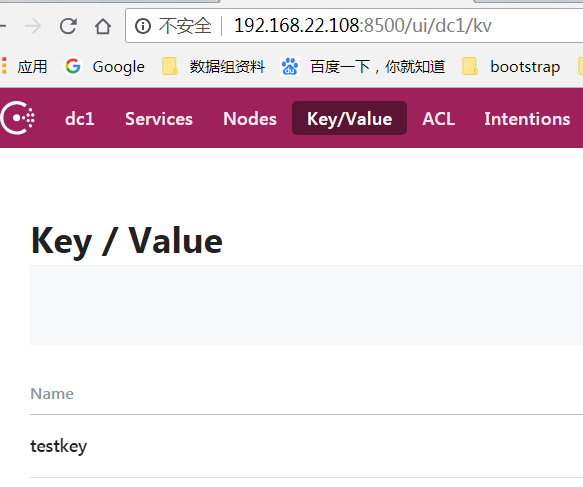 不安全 192.168.22.108:8500/ui/dc1/kv
应用 Google 数据组资料 百度一下，你就知道 bootstrap
dc1 Services Nodes Key/Value ACL Intentions
Key / Value
Name
testkey